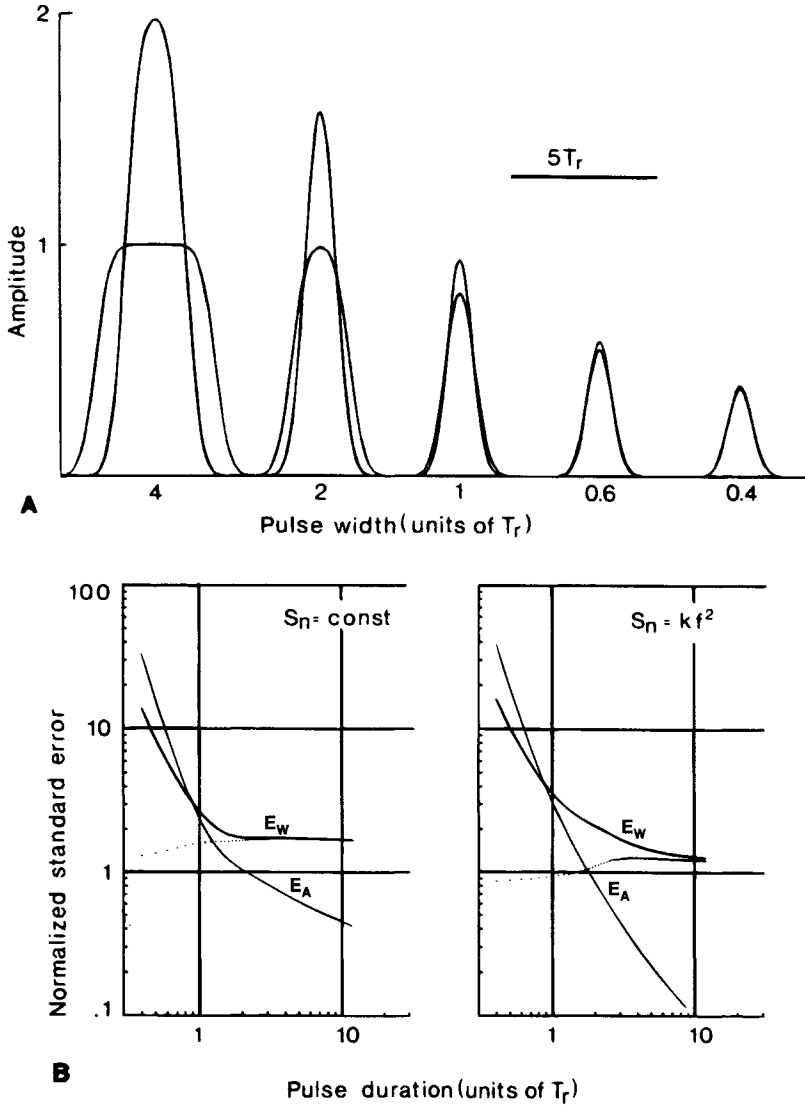 2
1
Amplitude
5Tr
4 2 1 0.6 0.4
A
Pulse width (units of Tr)
100
10
1
.1
Normalized standard error
Sn= const
EW
EA
1 10
Sn = kf²
EW
EA
1 10
B
Pulse duration (units of Tr)